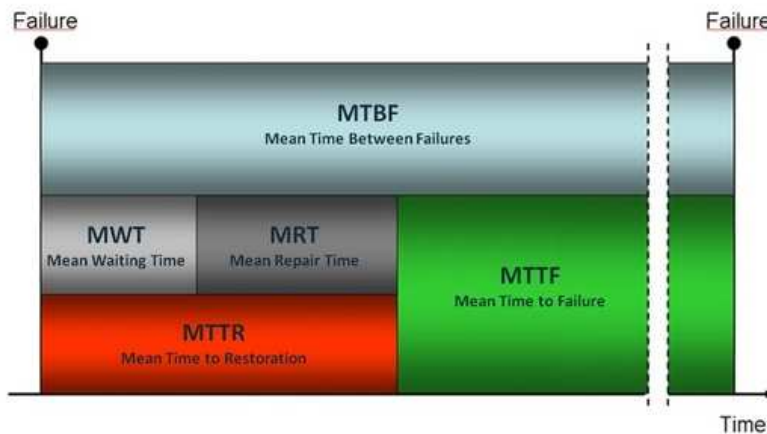 Failure
Failure
MTBF
Mean Time Between Failures
MWT
Mean Waiting Time
MRT
Mean Repair Time
MTTF
Mean Time to Failure
MTTR
Mean Time to Restoration
Time